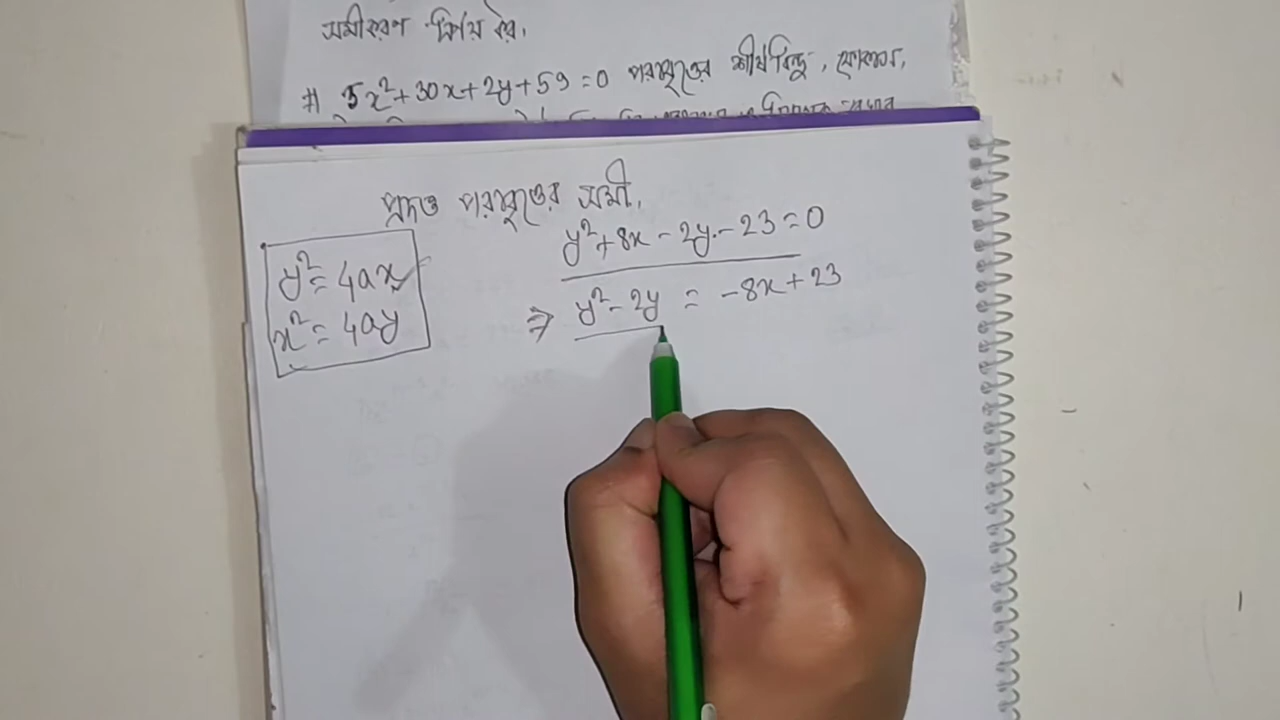 সমীকরণ নির্ণয় কর।
# 5x²+30x+2y+59=0 পরাবৃত্তের শীর্ষবিন্দু, ফোকাস,
প্রদত্ত পরাবৃত্তের সমী,
y²+8x-2y-23=0
y²=4ax
x²=4ay
⇒ y²-2y = -8x+23